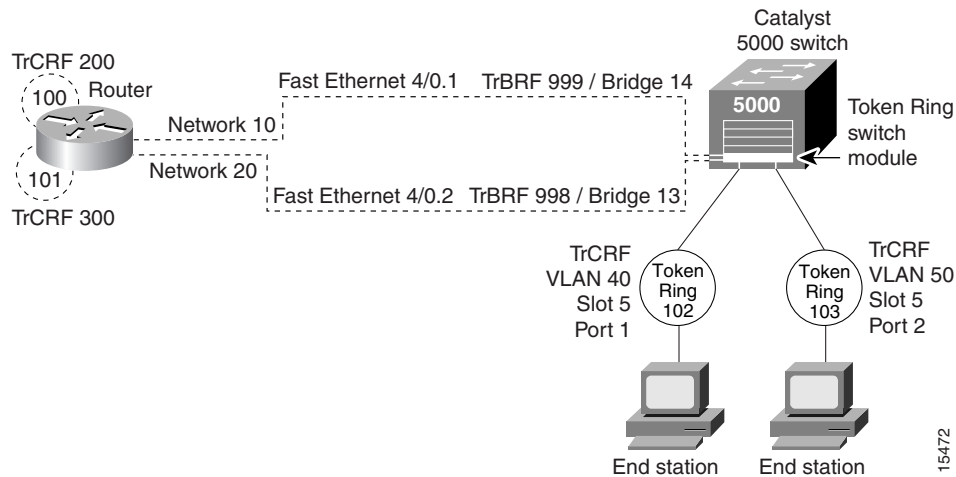 Catalyst
5000 switch
TrCRF 200
100
Router
Fast Ethernet 4/0.1
TrBRF 999 / Bridge 14
5000
Token Ring
switch
module
Network 10
101
Network 20
TrCRF 300
Fast Ethernet 4/0.2
TrBRF 998 / Bridge 13
TrCRF
VLAN 40
Slot 5
Port 1
Token
Ring
102
Token
Ring
103
TrCRF
VLAN 50
Slot 5
Port 2
End station
End station
15472